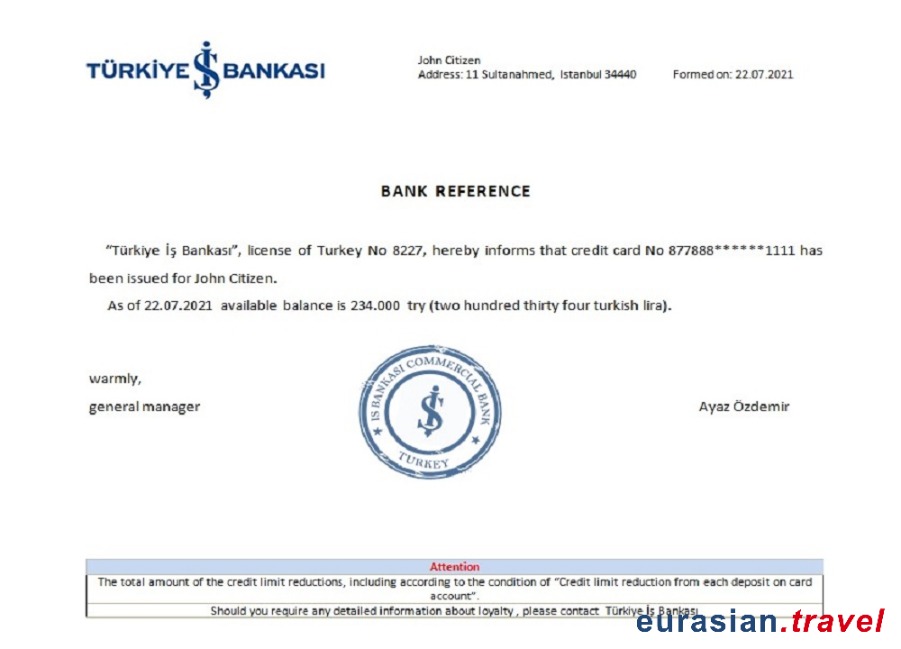 TÜRKİYE İŞ BANKASI
John Citizen
Address: 11 Sultanahmed, Istanbul 34440
Formed on: 22.07.2021
BANK REFERENCE
"Türkiye İş Bankası", license of Turkey No 8227, hereby informs that credit card No 877888******1111 has
been issued for John Citizen.
As of 22.07.2021 available balance is 234.000 try (two hundred thirty four turkish lira).
warmly,
general manager
IS BANKASI COMMERCIAL BANK
TURKEY
Ayaz Özdemir
Attention
The total amount of the credit limit reductions, including according to the condition of "Credit limit reduction from each deposit on card
account".
Should you require any detailed information about loyalty , please contact Türkiye İş Bankası
eurasian.travel